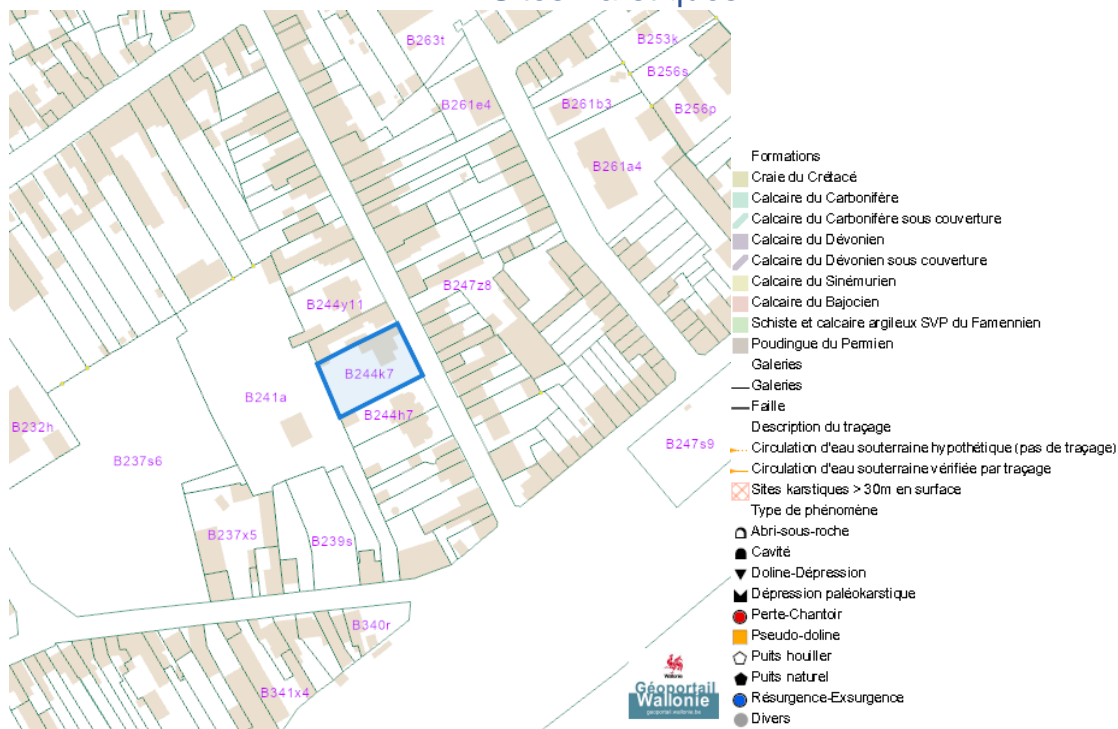 B263t
B253k
B256s
B261e4
B261b3
B256p
B261a4
B247z8
B244y11
B244k7
B241a
B244h7
B232h
B237s6
B247s9
B237x5
B239s
B340r
B341x4
Wallonie
Géoportail
Wallonie
geoportail.wallonie.be
Formations
Craie du Crétacé
Calcaire du Carbonifère
Calcaire du Carbonifère sous couverture
Calcaire du Dévonien
Calcaire du Dévonien sous couverture
Calcaire du Sinémurien
Calcaire du Bajocien
Schiste et calcaire argileux SVP du Famennien
Poudingue du Permien
Galeries
Galeries
Faille
Description du traçage
Circulation d'eau souterraine hypothétique (pas de traçage)
Circulation d'eau souterraine vérifiée par traçage
Sites karstiques > 30m en surface
Type de phénomène
Abri-sous-roche
Cavité
Doline-Dépression
Dépression paléokarstique
Perte-Chantoir
Pseudo-doline
Puits houiller
Puits naturel
Résurgence-Exsurgence
Divers